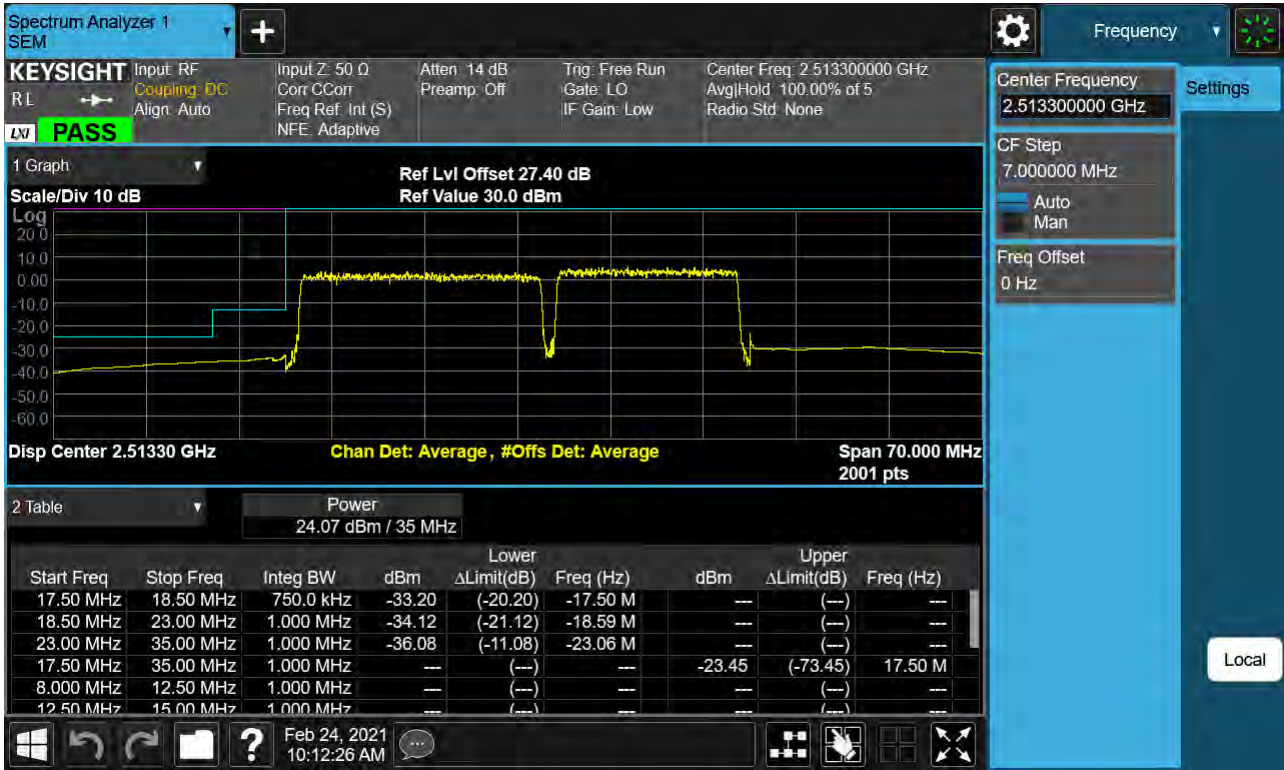 Spectrum Analyzer 1
SEM
Frequency
KEYSIGHT
RL
LXI PASS
Input: RF
Coupling: DC
Align: Auto
Input Z: 50 Ω
Corr CCorr
Freq Ref: Int (S)
NFE: Adaptive
Atten: 14 dB
Preamp: Off
Trig: Free Run
Gate: LO
IF Gain: Low
Center Freq: 2.513300000 GHz
Avg|Hold: 100.00% of 5
Radio Std: None
Center Frequency
2.513300000 GHz
Settings
CF Step
7.000000 MHz
Auto
Man
Freq Offset
0 Hz
Local
1 Graph
Scale/Div 10 dB
Ref Lvl Offset 27.40 dB
Ref Value 30.0 dBm
Log
20.0
10.0
0.00
-10.0
-20.0
-30.0
-40.0
-50.0
-60.0
Disp Center 2.51330 GHz
Chan Det: Average, #Offs Det: Average
Span 70.000 MHz
2001 pts
2 Table
Power
24.07 dBm / 35 MHz
Lower Upper
Start Freq Stop Freq Integ BW dBm ΔLimit(dB) Freq (Hz) dBm ΔLimit(dB) Freq (Hz)
17.50 MHz 18.50 MHz 750.0 kHz -33.20 (-20.20) -17.50 M --- (---) ---
18.50 MHz 23.00 MHz 1.000 MHz -34.12 (-21.12) -18.59 M --- (---) ---
23.00 MHz 35.00 MHz 1.000 MHz -36.08 (-11.08) -23.06 M --- (---) ---
17.50 MHz 35.00 MHz 1.000 MHz --- (---) --- -23.45 (-73.45) 17.50 M
8.000 MHz 12.50 MHz 1.000 MHz --- (---) --- --- (---) ---
12.50 MHz 15.00 MHz 1.000 MHz --- (---) --- --- (---) ---
?
Feb 24, 2021
10:12:26 AM